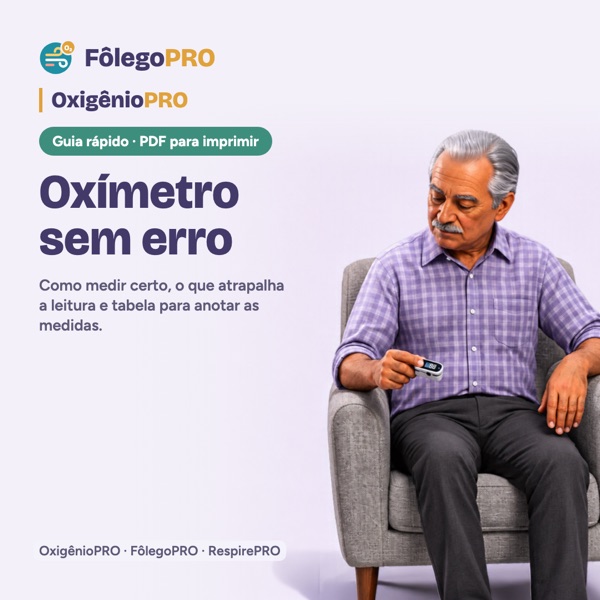 FôlegoPRO
OxigênioPRO
Guia rápido · PDF para imprimir
Oxímetro
sem erro
Como medir certo, o que atrapalha
a leitura e tabela para anotar as
medidas.
OxigênioPRO · FôlegoPRO · RespirePRO